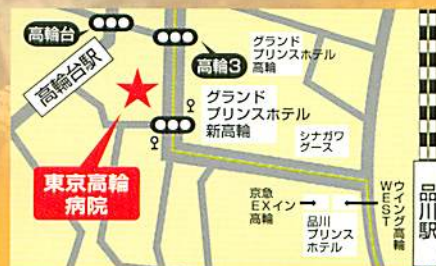 高輪台
高輪台駅
高輪3
グランド
プリンスホテル
高輪
グランド
プリンスホテル
新高輪
シナガワ
グース
東京高輪
病院
京急
EXイン
高輪
品川
プリンス
ホテル
ウイング高輪
WEST
品川駅